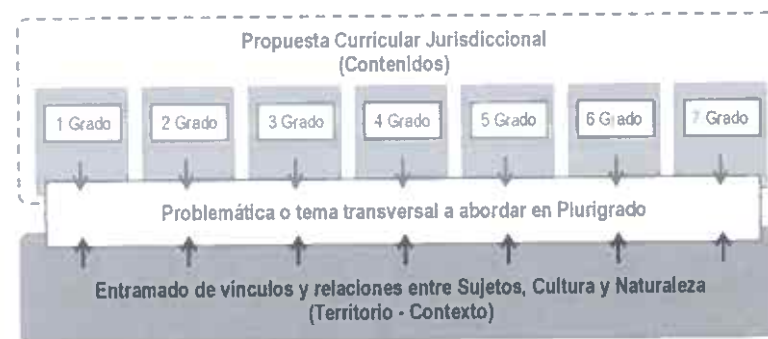 Propuesta Curricular Jurisdiccional
(Contenidos)
1 Grado
2 Grado
3 Grado
4 Grado
5 Grado
6 Grado
7 Grado
Problemática o tema transversal a abordar en Plurigrado
Entramado de vínculos y relaciones entre Sujetos, Cultura y Naturaleza
(Territorio - Contexto)